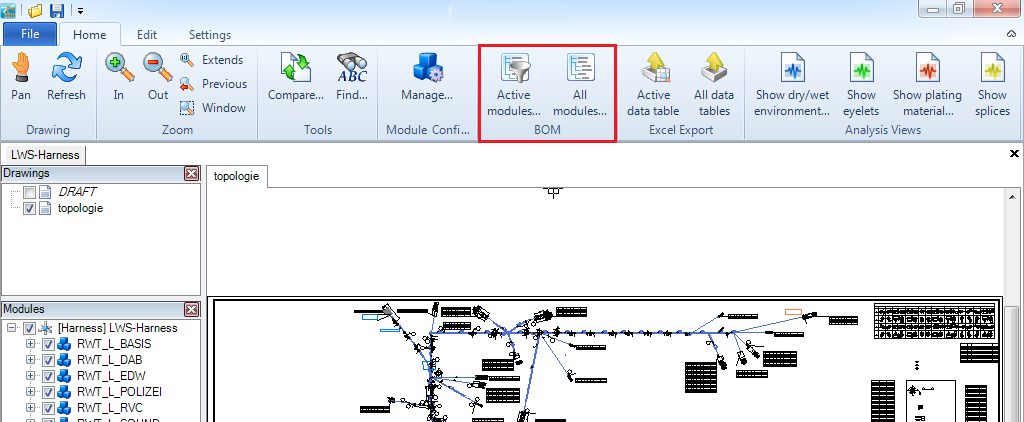 File Home Edit Settings
Pan Refresh In Out Extends Previous Window Compare... ABC Find... Manage... Active modules... All modules... Active data table All data tables Show dry/wet environment... Show eyelets Show plating material... Show splices
Drawing Zoom Tools Module Confi... BOM Excel Export Analysis Views
LWS-Harness
Drawings
DRAFT
topologie
topologie
Modules
[Harness] LWS-Harness
RWT_L_BASIS
RWT_L_DAB
RWT_L_EDW
RWT_L_POLIZEI
RWT_L_RVC